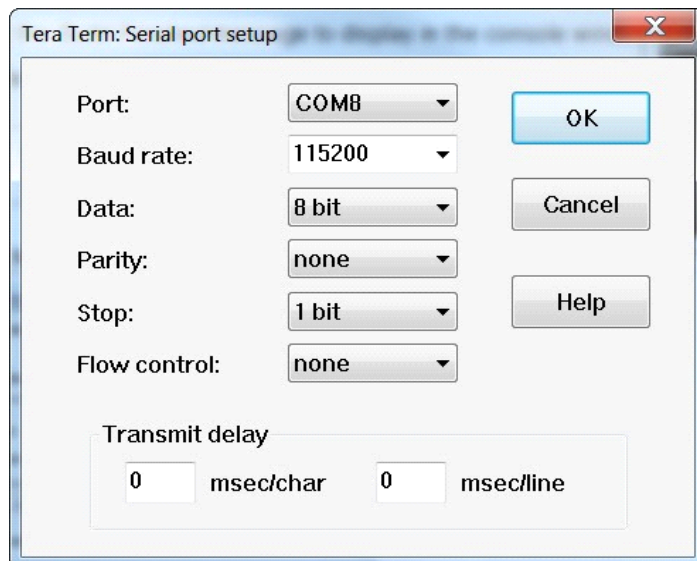 Tera Term: Serial port setup
Port: COM8 OK
Baud rate: 115200
Data: 8 bit Cancel
Parity: none
Stop: 1 bit Help
Flow control: none
Transmit delay
0 msec/char 0 msec/line